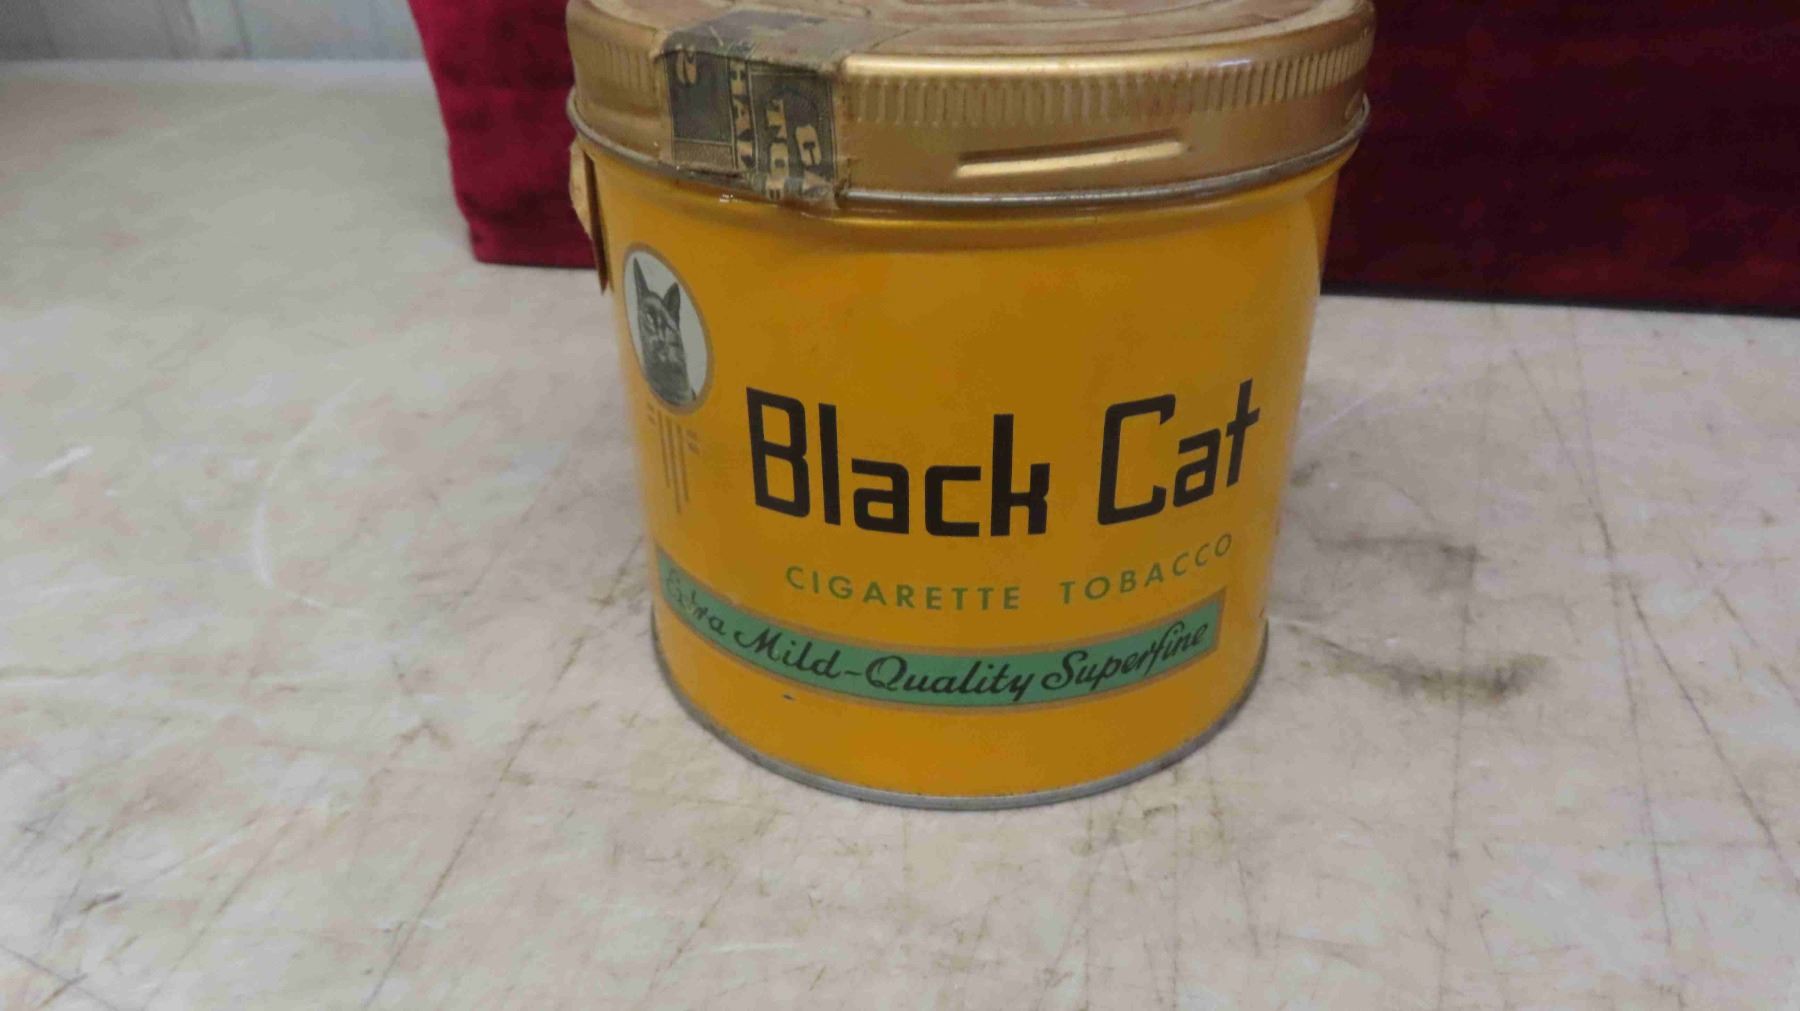 Black Cat
CIGARETTE TOBACCO
Extra Mild-Quality Superfine